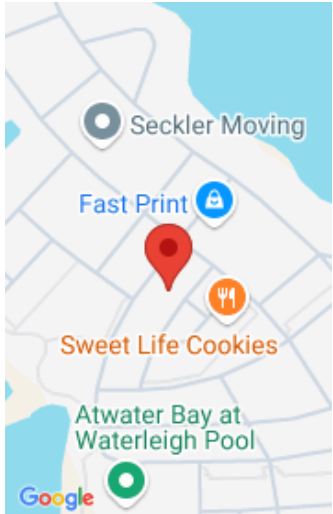 Seckler Moving
Fast Print
Sweet Life Cookies
Atwater Bay at
Waterleigh Pool
Google